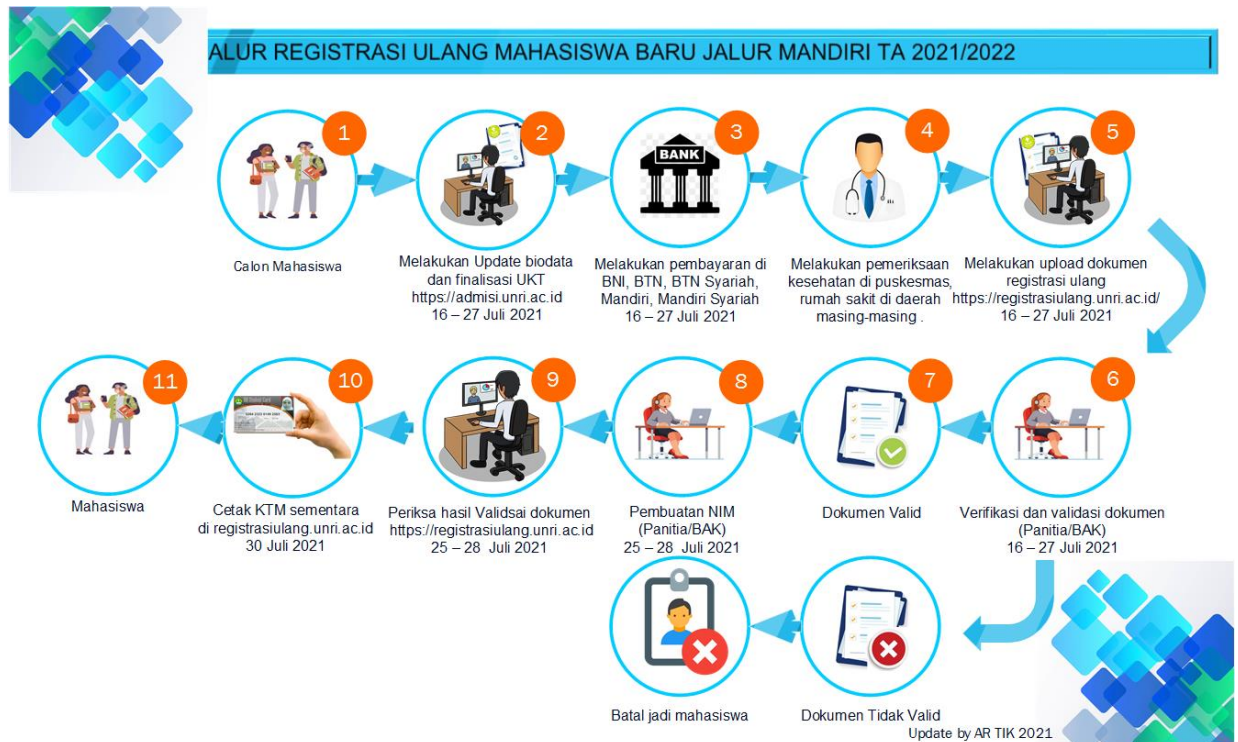 ALUR REGISTRASI ULANG MAHASISWA BARU JALUR MANDIRI TA 2021/2022
1
Calon Mahasiswa
2
Melakukan Update biodata
dan finalisasi UKT
https://admisi.unri.ac.id
16 – 27 Juli 2021
3
BANK
Melakukan pembayaran di
BNI, BTN, BTN Syariah,
Mandiri, Mandiri Syariah
16 – 27 Juli 2021
4
Melakukan pemeriksaan
kesehatan di puskesmas,
rumah sakit di daerah
masing-masing .
5
Melakukan upload dokumen
registrasi ulang
https://registrasiulang.unri.ac.id/
16 – 27 Juli 2021
6
Verifikasi dan validasi dokumen
(Panitia/BAK)
16 – 27 Juli 2021
7
Dokumen Valid
8
Pembuatan NIM
(Panitia/BAK)
25 – 28 Juli 2021
9
Periksa hasil Validsai dokumen
https://registrasiulang.unri.ac.id
25 – 28 Juli 2021
10
Cetak KTM sementara
di registrasiulang.unri.ac.id
30 Juli 2021
11
Mahasiswa
Dokumen Tidak Valid
Batal jadi mahasiswa
Update by AR TIK 2021